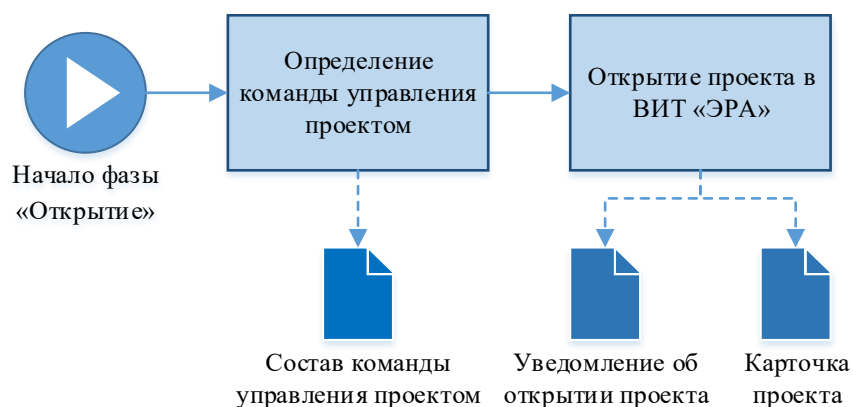 Определение
команды управления
проектом
Открытие проекта в
ВИТ «ЭРА»
Начало фазы
«Открытие»
Состав команды
управления проектом
Уведомление об
открытии проекта
Карточка
проекта